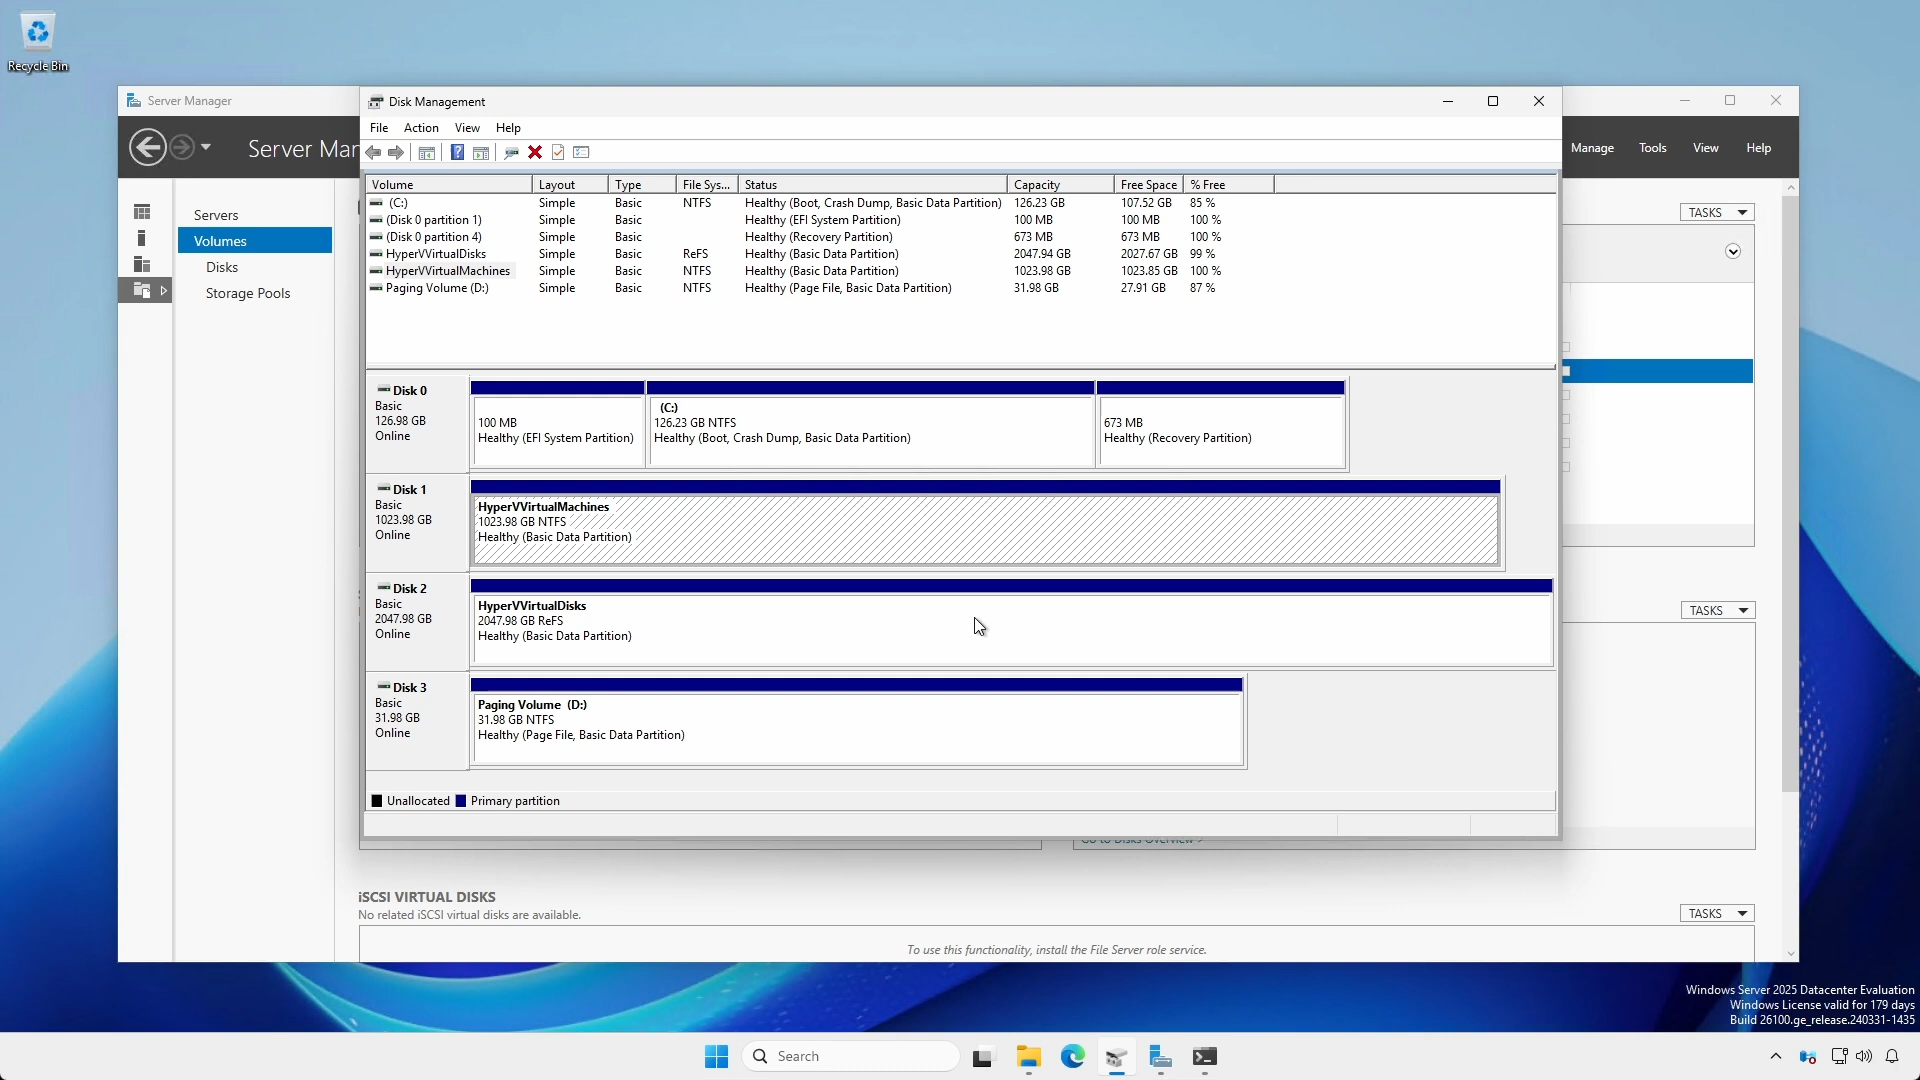 Recycle Bin
Server Manager
Server Mar
Manage
Tools
View
Help
Servers
Volumes
Disks
Storage Pools
Disk Management
File
Action
View
Help
Volume Layout Type File Sys... Status Capacity Free Space % Free
(C:) Simple Basic NTFS Healthy (Boot, Crash Dump, Basic Data Partition) 126.23 GB 107.52 GB 85 %
(Disk 0 partition 1) Simple Basic Healthy (EFI System Partition) 100 MB 100 MB 100 %
(Disk 0 partition 4) Simple Basic Healthy (Recovery Partition) 673 MB 673 MB 100 %
HyperVVirtualDisks Simple Basic ReFS Healthy (Basic Data Partition) 2047.94 GB 2027.67 GB 99 %
HyperVVirtualMachines Simple Basic NTFS Healthy (Basic Data Partition) 1023.98 GB 1023.85 GB 100 %
Paging Volume (D:) Simple Basic NTFS Healthy (Page File, Basic Data Partition) 31.98 GB 27.91 GB 87 %
Disk 0
Basic
126.98 GB
Online
100 MB
Healthy (EFI System Partition)
(C:)
126.23 GB NTFS
Healthy (Boot, Crash Dump, Basic Data Partition)
673 MB
Healthy (Recovery Partition)
Disk 1
Basic
1023.98 GB
Online
HyperVVirtualMachines
1023.98 GB NTFS
Healthy (Basic Data Partition)
Disk 2
Basic
2047.98 GB
Online
HyperVVirtualDisks
2047.98 GB ReFS
Healthy (Basic Data Partition)
Disk 3
Basic
31.98 GB
Online
Paging Volume (D:)
31.98 GB NTFS
Healthy (Page File, Basic Data Partition)
Unallocated
Primary partition
TASKS
TASKS
Go to Disks Overview >
iSCSI VIRTUAL DISKS
No related iSCSI virtual disks are available.
TASKS
To use this functionality, install the File Server role service.
Windows Server 2025 Datacenter Evaluation
Windows License valid for 179 days
Build 26100.ge_release.240331-1435
Search